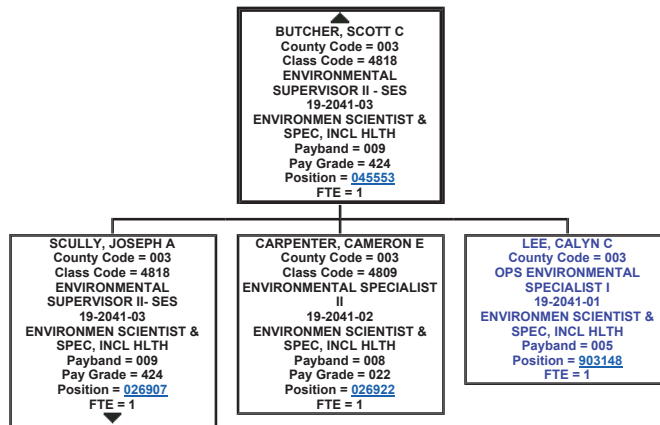 BUTCHER, SCOTT C
County Code = 003
Class Code = 4818
ENVIRONMENTAL
SUPERVISOR II - SES
19-2041-03
ENVIRONMEN SCIENTIST &
SPEC, INCL HLTH
Payband = 009
Pay Grade = 424
Position = 045553
FTE = 1
SCULLY, JOSEPH A
County Code = 003
Class Code = 4818
ENVIRONMENTAL
SUPERVISOR II- SES
19-2041-03
ENVIRONMEN SCIENTIST &
SPEC, INCL HLTH
Payband = 009
Pay Grade = 424
Position = 026907
FTE = 1
CARPENTER, CAMERON E
County Code = 003
Class Code = 4809
ENVIRONMENTAL SPECIALIST
II
19-2041-02
ENVIRONMEN SCIENTIST &
SPEC, INCL HLTH
Payband = 008
Pay Grade = 022
Position = 026922
FTE = 1
LEE, CALYN C
County Code = 003
OPS ENVIRONMENTAL
SPECIALIST I
19-2041-01
ENVIRONMEN SCIENTIST &
SPEC, INCL HLTH
Payband = 005
Position = 903148
FTE = 1